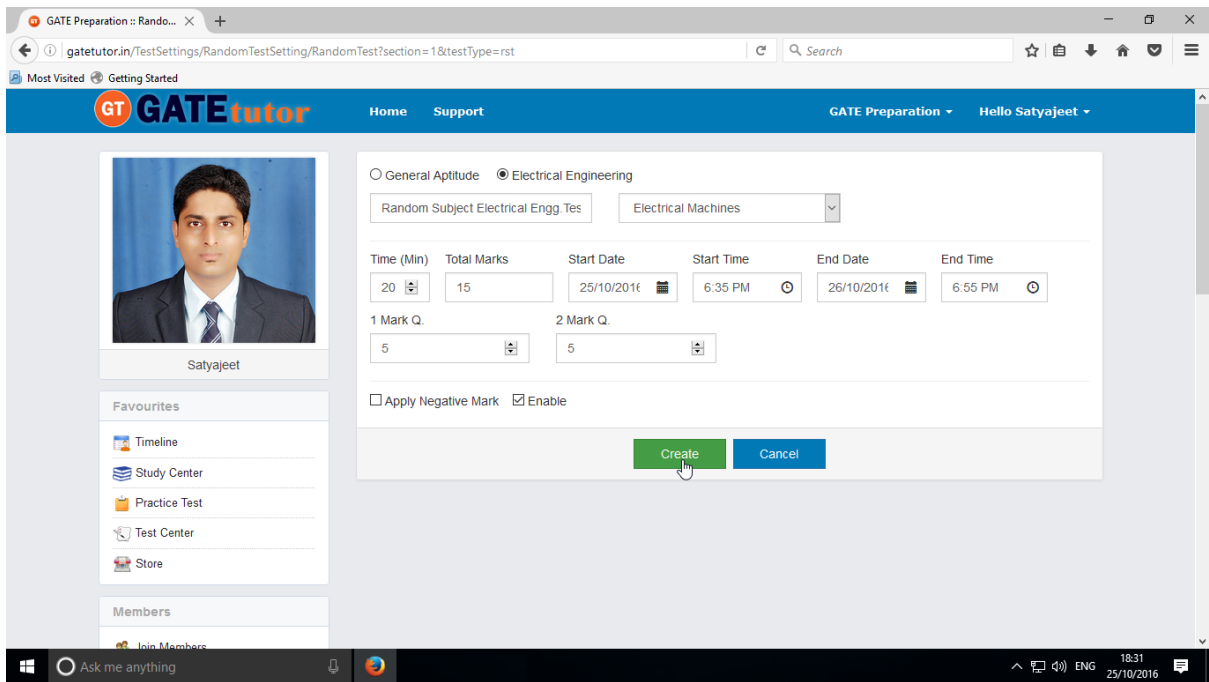 GATE Preparation :: Rando...
gatetutor.in/TestSettings/RandomTestSetting/RandomTest?section=1&testType=rst
Search
Most Visited Getting Started
GT GATEtutor Home Support GATE Preparation Hello Satyajeet
General Aptitude Electrical Engineering
Random Subject Electrical Engg.Tes Electrical Machines
Time (Min) Total Marks Start Date Start Time End Date End Time
20 15 25/10/201 6:35 PM 26/10/201 6:55 PM
1 Mark Q. 2 Mark Q.
5 5
Apply Negative Mark Enable
Create Cancel
Satyajeet
Favourites
Timeline
Study Center
Practice Test
Test Center
Store
Members
Join Members
Ask me anything
ENG
18:31
25/10/2016